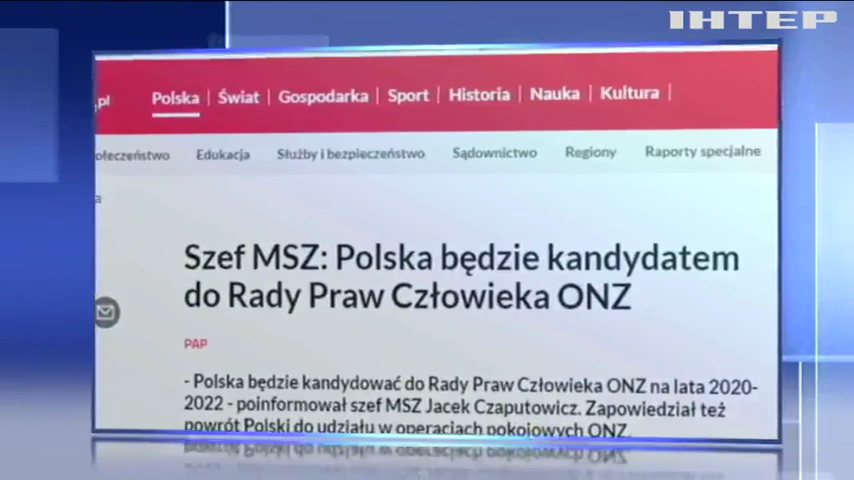 ІНТЕР
.pl Polska | Świat | Gospodarka | Sport | Historia | Nauka | Kultura |
ołeczeństwo Edukacja Służby i bezpieczeństwo Sądownictwo Regiony Raporty specjalne
a
Szef MSZ: Polska będzie kandydatem
do Rady Praw Człowieka ONZ
PAP
- Polska będzie kandydować do Rady Praw Człowieka ONZ na lata 2020-
2022 - poinformował szef MSZ Jacek Czaputowicz. Zapowiedział też
powrót Polski do udziału w operacjach pokojowych ONZ.